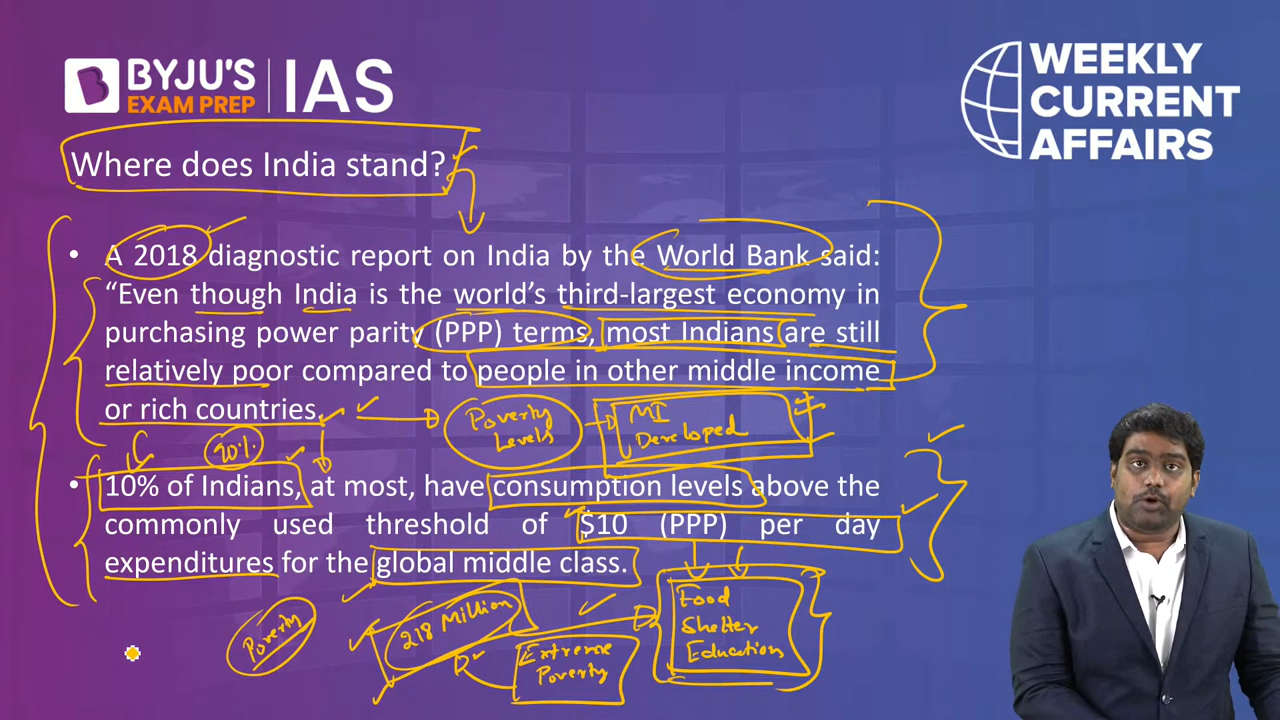 BYJU'S
EXAM PREP
IAS
WEEKLY
CURRENT
AFFAIRS
Where does India stand?
• A 2018 diagnostic report on India by the World Bank said:
“Even though India is the world’s third-largest economy in
purchasing power parity (PPP) terms, most Indians are still
relatively poor compared to people in other middle income
or rich countries.
Poverty
Levels
MI
Developed
90%
• 10% of Indians, at most, have consumption levels above the
commonly used threshold of $10 (PPP) per day
expenditures for the global middle class.
Poverty
218 Million
Extreme
Poverty
Food
Shelter
Education